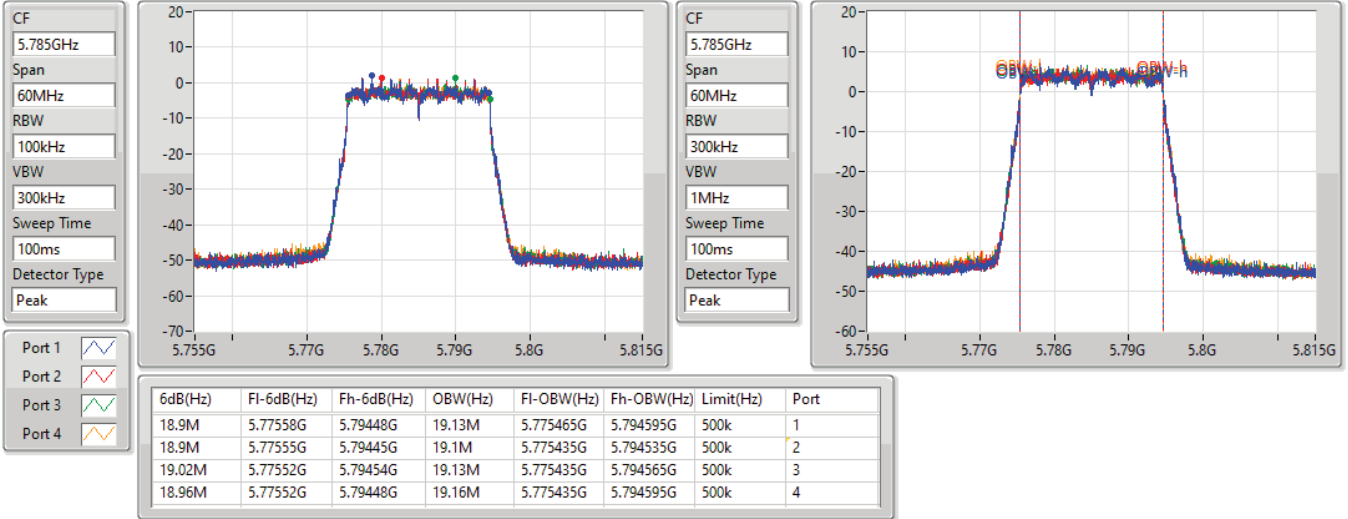 CF
5.785GHz
Span
60MHz
RBW
100kHz
VBW
300kHz
Sweep Time
100ms
Detector Type
Peak
20
10
0
-10
-20
-30
-40
-50
-60
-70
5.755G 5.77G 5.78G 5.79G 5.8G 5.815G
CF
5.785GHz
Span
60MHz
RBW
300kHz
VBW
1MHz
Sweep Time
100ms
Detector Type
Peak
20
10
0
-10
-20
-30
-40
-50
-60
OBW-h
5.755G 5.77G 5.78G 5.79G 5.8G 5.815G
Port 1
Port 2
Port 3
Port 4
6dB(Hz) Fl-6dB(Hz) Fh-6dB(Hz) OBW(Hz) Fl-OBW(Hz) Fh-OBW(Hz) Limit(Hz) Port
18.9M 5.77558G 5.79448G 19.13M 5.775465G 5.794595G 500k 1
18.9M 5.77555G 5.79445G 19.1M 5.775435G 5.794535G 500k 2
19.02M 5.77552G 5.79454G 19.13M 5.775435G 5.794565G 500k 3
18.96M 5.77552G 5.79448G 19.16M 5.775435G 5.794595G 500k 4